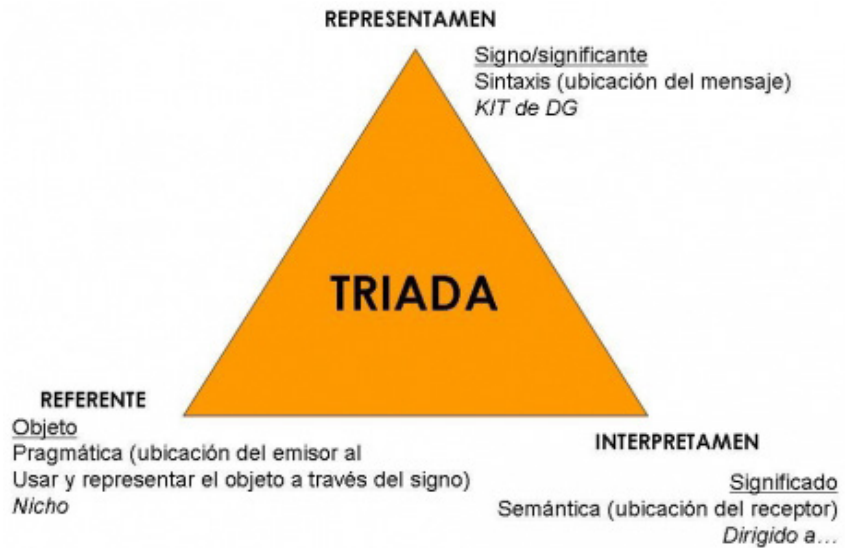 REPRESENTAMEN
Signo/significante
Sintaxis (ubicación del mensaje)
KIT de DG
TRIADA
REFERENTE
Objeto
Pragmática (ubicación del emisor al
Usar y representar el objeto a través del signo)
Nicho
INTERPRETAMEN
Significado
Semántica (ubicación del receptor)
Dirigido a…